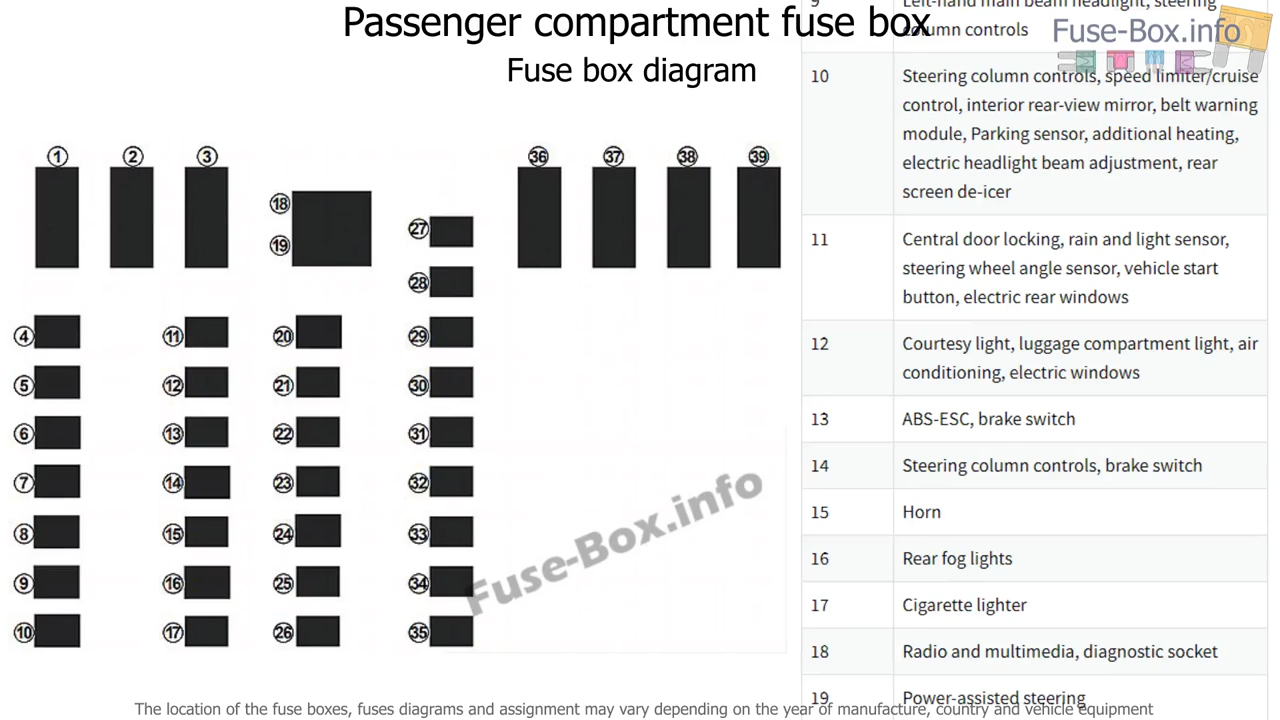 Passenger compartment fuse box
Fuse box diagram
Fuse-Box.info
1
2
3
36
37
38
39
18
19
27
28
4
11
20
29
5
12
21
30
6
13
22
31
7
14
23
32
8
15
24
33
9
16
25
34
10
17
26
35
Fuse-Box.info
9 Left-hand main beam headlight, steering
column controls
10 Steering column controls, speed limiter/cruise
control, interior rear-view mirror, belt warning
module, Parking sensor, additional heating,
electric headlight beam adjustment, rear
screen de-icer
11 Central door locking, rain and light sensor,
steering wheel angle sensor, vehicle start
button, electric rear windows
12 Courtesy light, luggage compartment light, air
conditioning, electric windows
13 ABS-ESC, brake switch
14 Steering column controls, brake switch
15 Horn
16 Rear fog lights
17 Cigarette lighter
18 Radio and multimedia, diagnostic socket
19 Power-assisted steering
The location of the fuse boxes, fuses diagrams and assignment may vary depending on the year of manufacture, country and vehicle equipment